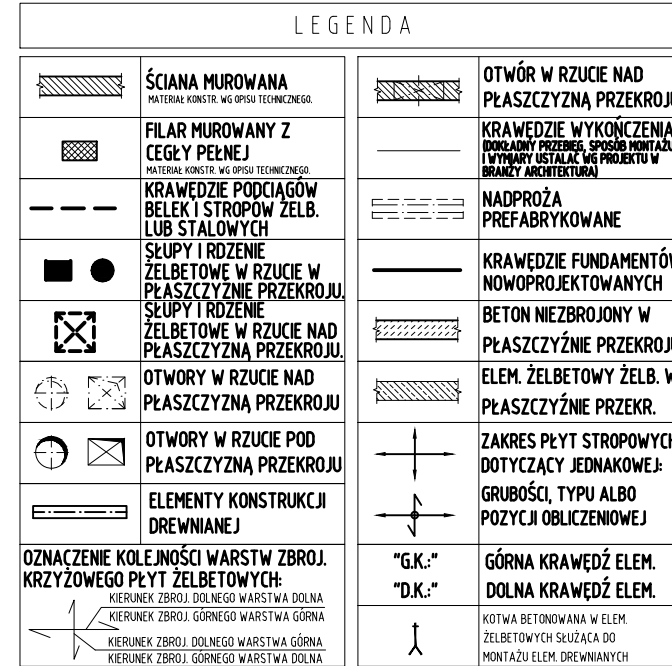 LEGENDA
ŚCIANA MUROWANA
MATERIAŁ KONSTR. WG OPISU TECHNICZNEGO.
FILAR MUROWANY Z
CEGŁY PEŁNEJ
MATERIAŁ KONSTR. WG OPISU TECHNICZNEGO.
KRAWĘDZIE PODCIĄGÓW
BELEK I STROPÓW ŻELB.
LUB STALOWYCH
SŁUPY I RDZENIE
ŻELBETOWE W RZUCIE W
PŁASZCZYŹNIE PRZEKROJU.
SŁUPY I RDZENIE
ŻELBETOWE W RZUCIE NAD
PŁASZCZYZNĄ PRZEKROJU.
OTWORY W RZUCIE NAD
PŁASZCZYZNĄ PRZEKROJU
OTWORY W RZUCIE POD
PŁASZCZYZNĄ PRZEKROJU
ELEMENTY KONSTRUKCJI
DREWNIANEJ
OZNACZENIE KOLEJNOŚCI WARSTW ZBROJ.
KRZYŻOWEGO PŁYT ŻELBETOWYCH:
KIERUNEK ZBROJ. DOLNEGO WARSTWA DOLNA
KIERUNEK ZBROJ. GÓRNEGO WARSTWA GÓRNA
KIERUNEK ZBROJ. DOLNEGO WARSTWA GÓRNA
KIERUNEK ZBROJ. GÓRNEGO WARSTWA DOLNA
OTWÓR W RZUCIE NAD
PŁASZCZYZNĄ PRZEKROJU
KRAWĘDZIE WYKOŃCZENIA
(DOKŁADNY PRZEBIEG, SPOSÓB MONTAŻU
I WYMIARY USTALAĆ WG PROJEKTU W
BRANŻY ARCHITEKTURA)
NADPROŻA
PREFABRYKOWANE
KRAWĘDZIE FUNDAMENTÓW
NOWOPROJEKTOWANYCH
BETON NIEZBROJONY W
PŁASZCZYŹNIE PRZEKROJU
ELEM. ŻELBETOWY ŻELB. W
PŁASZCZYŹNIE PRZEKR.
ZAKRES PŁYT STROPOWYCH
DOTYCZĄCY JEDNAKOWEJ:
GRUBOŚCI, TYPU ALBO
POZYCJI OBLICZENIOWEJ
"G.K.:" GÓRNA KRAWĘDŹ ELEM.
"D.K.:" DOLNA KRAWĘDŹ ELEM.
KOTWA BETONOWANA W ELEM.
ŻELBETOWYCH SŁUŻĄCA DO
MONTAŻU ELEM. DREWNIANYCH